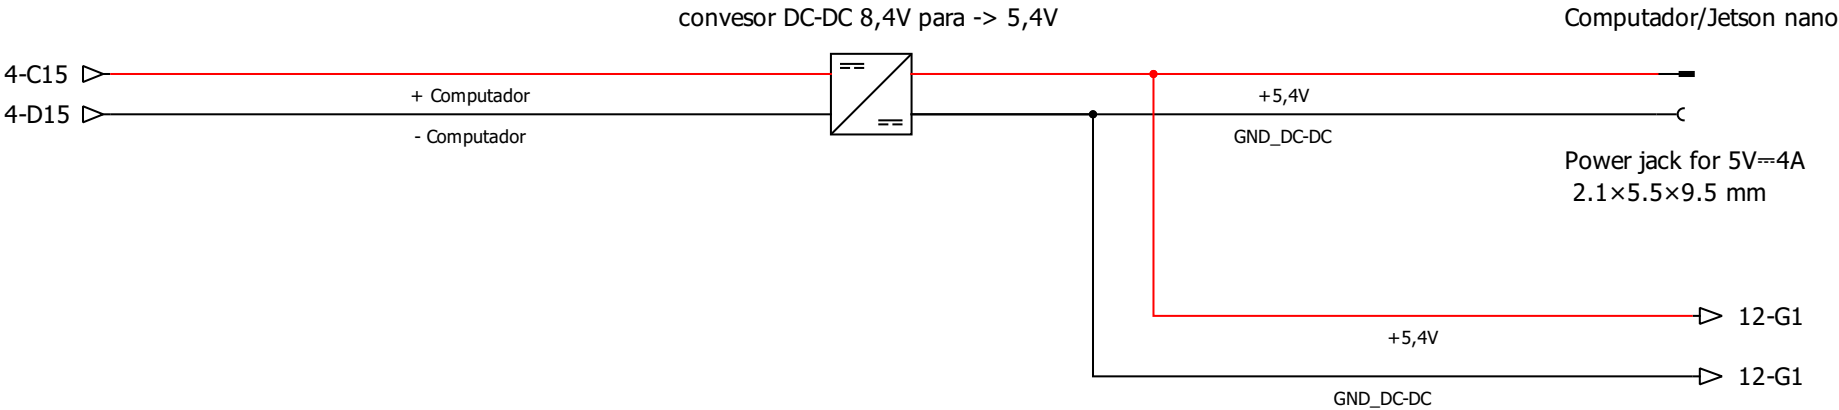 convesor DC-DC 8,4V para -> 5,4V
Computador/Jetson nano
4-C15
+ Computador
+5,4V
4-D15
- Computador
GND_DC-DC
Power jack for 5V⎓4A
2.1×5.5×9.5 mm
12-G1
+5,4V
12-G1
GND_DC-DC